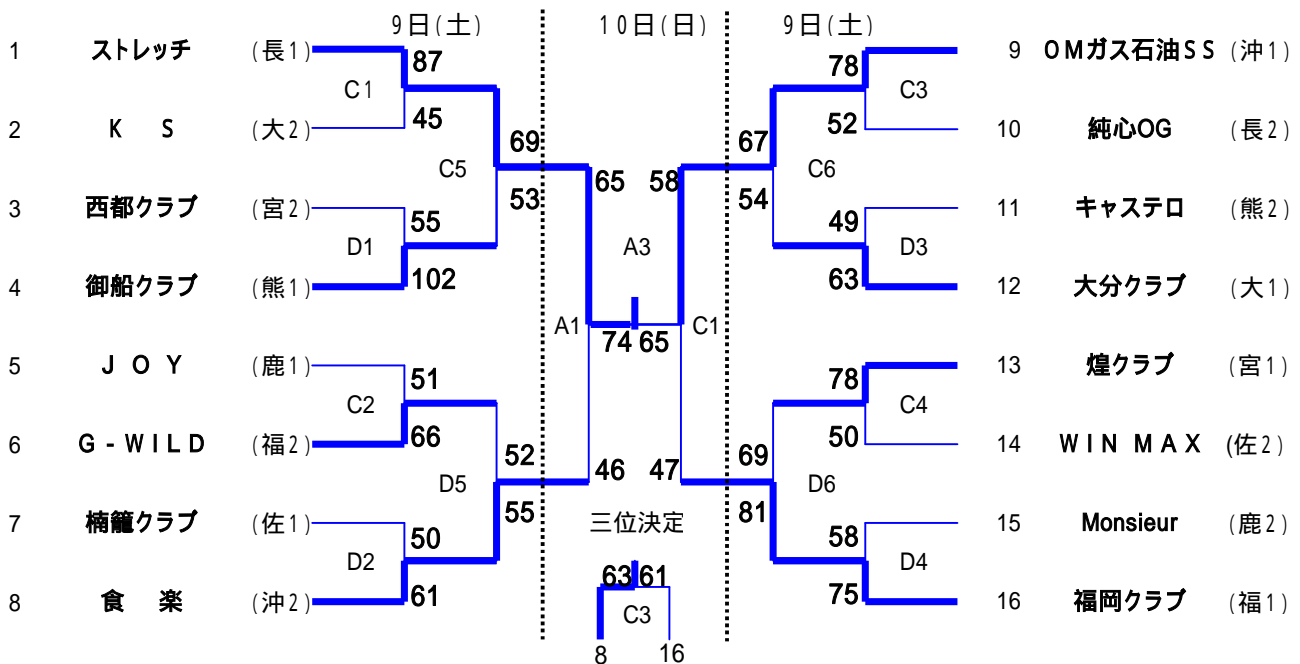 9日(土) 10日(日) 9日(土)
1 ストレッチ (長1) 87 78 9 OMガス石油SS (沖1)
C1 C3
2 K S (大2) 45 52 10 純心OG (長2)
69 67
C5 65 58 C6
53 54
3 西都クラブ (宮2) 55 49 11 キャステロ (熊2)
D1 A3 D3
4 御船クラブ (熊1) 102 63 12 大分クラブ (大1)
A1 74 65 C1
5 JOY (鹿1) 51 78 13 煌クラブ (宮1)
C2 C4
6 G-WILD (福2) 66 50 14 WIN MAX (佐2)
52 69
D5 46 47 D6
55 81
7 楠籠クラブ (佐1) 50 三位決定 58 15 Monsieur (鹿2)
D2 D4
8 食 楽 (沖2) 61 63 61 75 16 福岡クラブ (福1)
C3
8 16